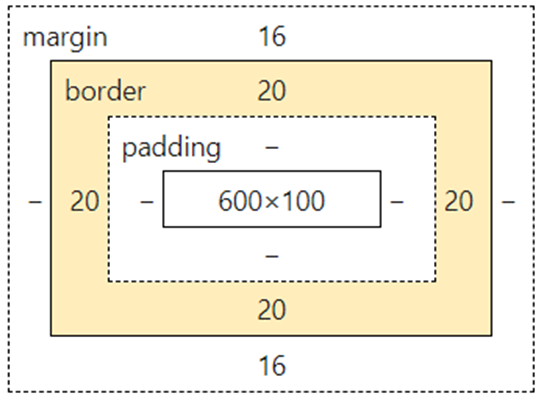 margin 16
border 20
padding –
– 20 – 600×100 – 20 –
–
20
16